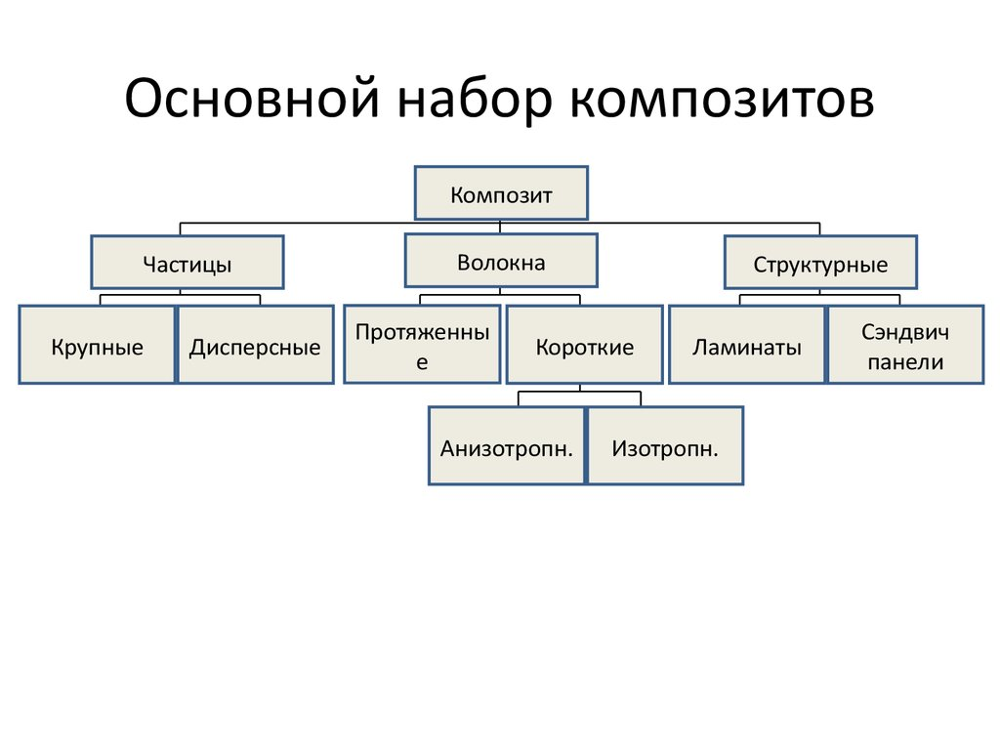 Основной набор композитов
Композит
Частицы
Волокна
Структурные
Крупные
Дисперсные
Протяженны
е
Короткие
Ламинаты
Сэндвич
панели
Анизотропн.
Изотропн.